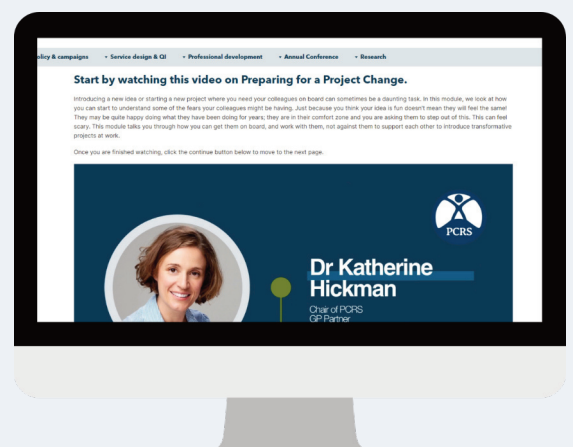 olicy & campaigns Service design & QI Professional development Annual Conference Research
Start by watching this video on Preparing for a Project Change.
Introducing a new idea or starting a new project where you need your colleagues on board can sometimes be a daunting task. In this module, we look at how
you can start to understand some of the fears your colleagues might be having. Just because you think your idea is fun doesn't mean they will feel the same!
They may be quite happy doing what they have been doing for years; they are in their comfort zone and you are asking them to step out of this. This can feel
scary. This module talks you through how you can get them on board, and work with them, not against them to support each other to introduce transformative
projects at work.
Once you are finished watching, click the continue button below to move to the next page.
PCRS
Dr Katherine
Hickman
Chair of PCRS
GP Partner